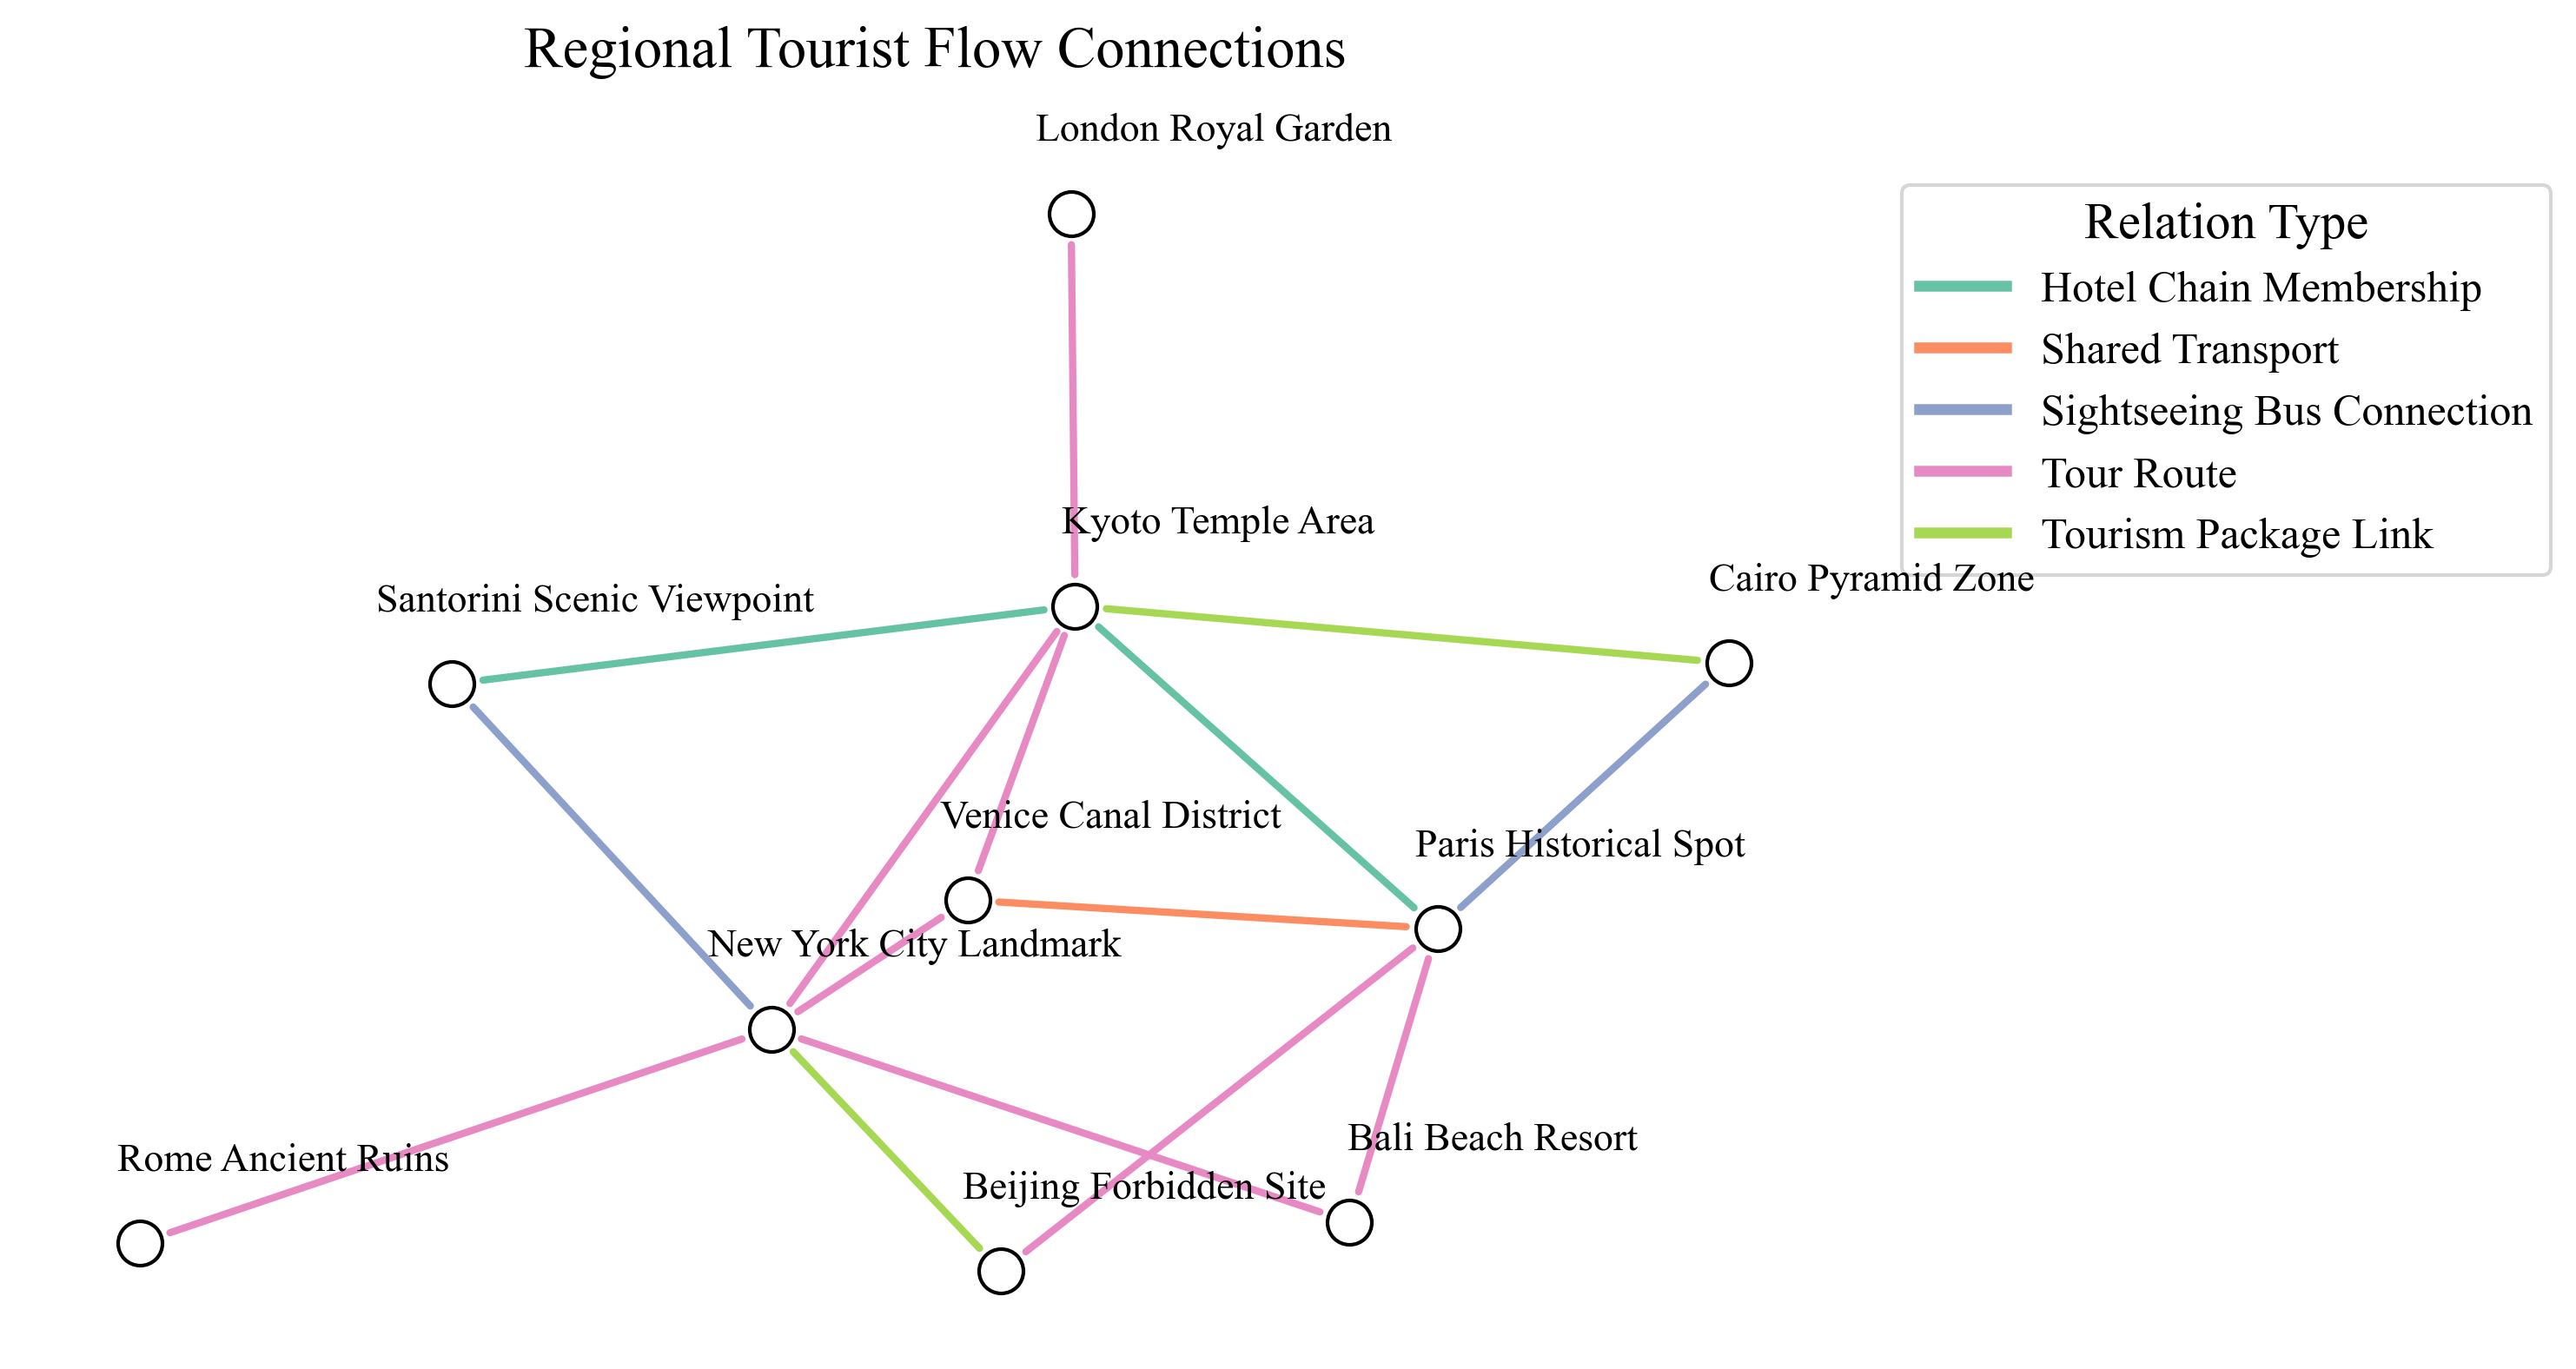 Regional Tourist Flow Connections
London Royal Garden
Relation Type
Hotel Chain Membership
Shared Transport
Sightseeing Bus Connection
Tour Route
Tourism Package Link
Kyoto Temple Area
Cairo Pyramid Zone
Santorini Scenic Viewpoint
Venice Canal District
Paris Historical Spot
New York City Landmark
Bali Beach Resort
Rome Ancient Ruins
Beijing Forbidden Site